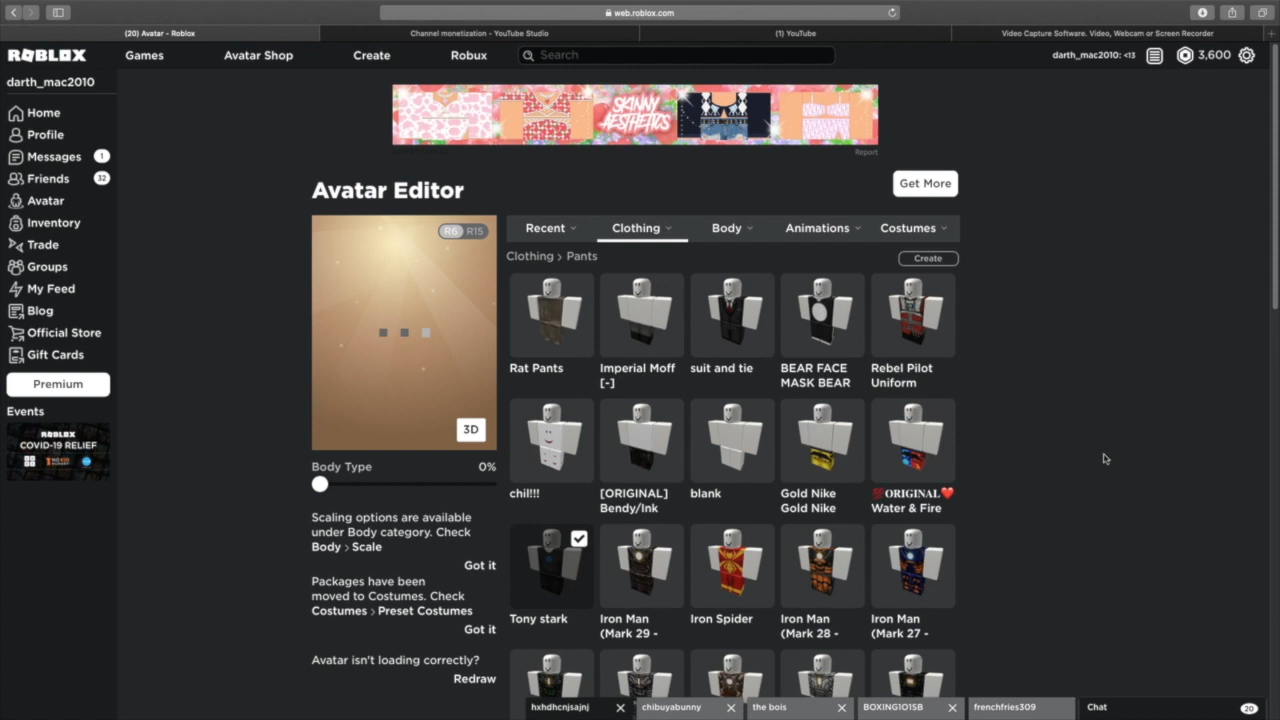 web.roblox.com
(20) Avatar - Roblox
Channel monetization - YouTube Studio
(1) YouTube
Video Capture Software. Video, Webcam or Screen Recorder
ROBLOX
Games
Avatar Shop
Create
Robux
Search
darth_mac2010: <13
3,600
darth_mac2010
Home
Profile
Messages
1
Friends
32
Avatar
Inventory
Trade
Groups
My Feed
Blog
Official Store
Gift Cards
Premium
Events
ROBLOX
COVID-19 RELIEF
SKINNY
AESTHETICS
Report
Avatar Editor
Get More
R6 R15
3D
Body Type 0%
Scaling options are available
under Body category. Check
Body > Scale
Got it
Packages have been
moved to Costumes. Check
Costumes > Preset Costumes
Got it
Avatar isn't loading correctly?
Redraw
Recent
Clothing
Body
Animations
Costumes
Clothing > Pants
Create
Rat Pants
Imperial Moff
[-]
suit and tie
BEAR FACE
MASK BEAR
Rebel Pilot
Uniform
chil!!!
[ORIGINAL]
Bendy/Ink
blank
Gold Nike
Gold Nike
💯𝐎𝐑𝐈𝐆𝐈𝐍𝐀𝐋❤️
Water & Fire
Tony stark
Iron Man
(Mark 29 -
Iron Spider
Iron Man
(Mark 28 -
Iron Man
(Mark 27 -
hxhdhcnjsajnj
chibuyabunny
the bois
BOXING1O1SB
frenchfries309
Chat
20